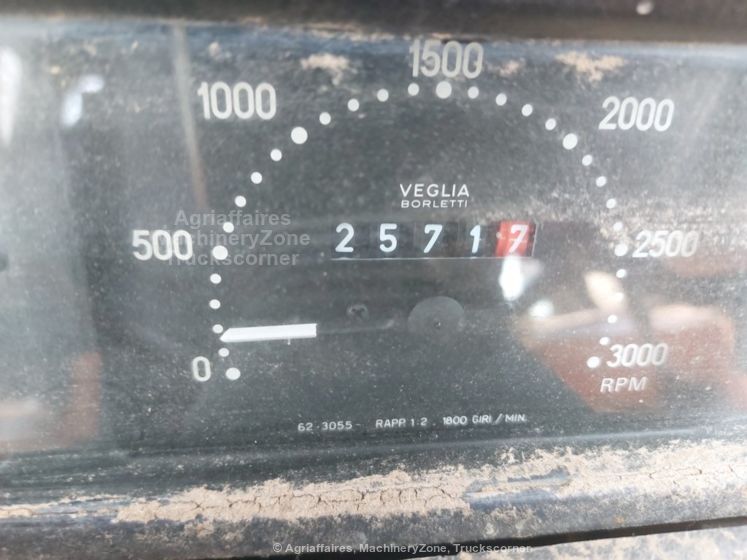 1500
1000
2000
VEGLIA
BORLETTI
Agriaffaires
MachineryZone
Truckscorner
500
2 5 7 1 7
2500
0
3000
RPM
62-3055 - RAPP. 1:2 . 1800 GIRI / MIN.
© Agriaffaires, MachineryZone, Truckscorner